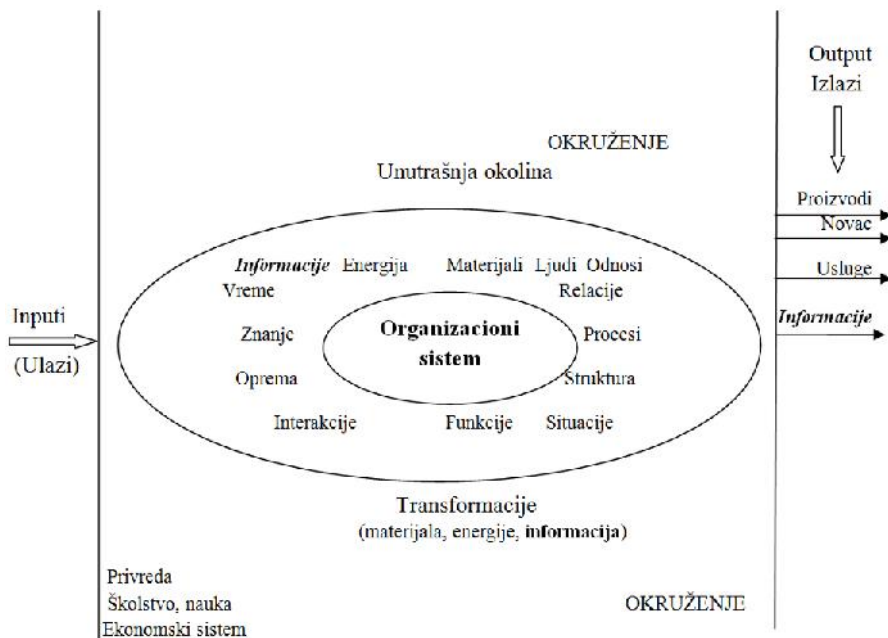 Output
Izlazi
OKRUŽENJE
Unutrašnja okolina
Proizvodi
Novac
Informacije Energija Materijali Ljudi Odnosi
Usluge
Vreme Relacije
Inputi
Informacije
(Ulazi)
Organizacioni
sistem
Znanje
Procesi
Oprema
Struktura
Interakcije Funkcije Situacije
Transformacije
(materijala, energije, informacija)
Privreda
Školstvo, nauka
OKRUŽENJE
Ekonomski sistem